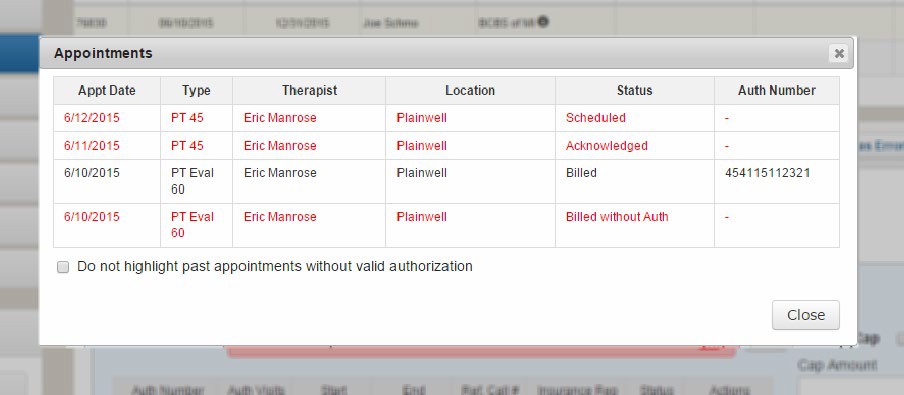 76830 06/10/2015 12/31/2015 Joe Schmo BCBS of MI
Appointments
Appt Date Type Therapist Location Status Auth Number
6/12/2015 PT 45 Eric Manrose Plainwell Scheduled -
6/11/2015 PT 45 Eric Manrose Plainwell Acknowledged -
6/10/2015 PT Eval Eric Manrose Plainwell Billed 454115112321
60
6/10/2015 PT Eval Eric Manrose Plainwell Billed without Auth -
60
Do not highlight past appointments without valid authorization
Close
Cap
Cap Amount
Auth Number Auth Visits Start End Ref. Call # Insurance Rep Status Actions